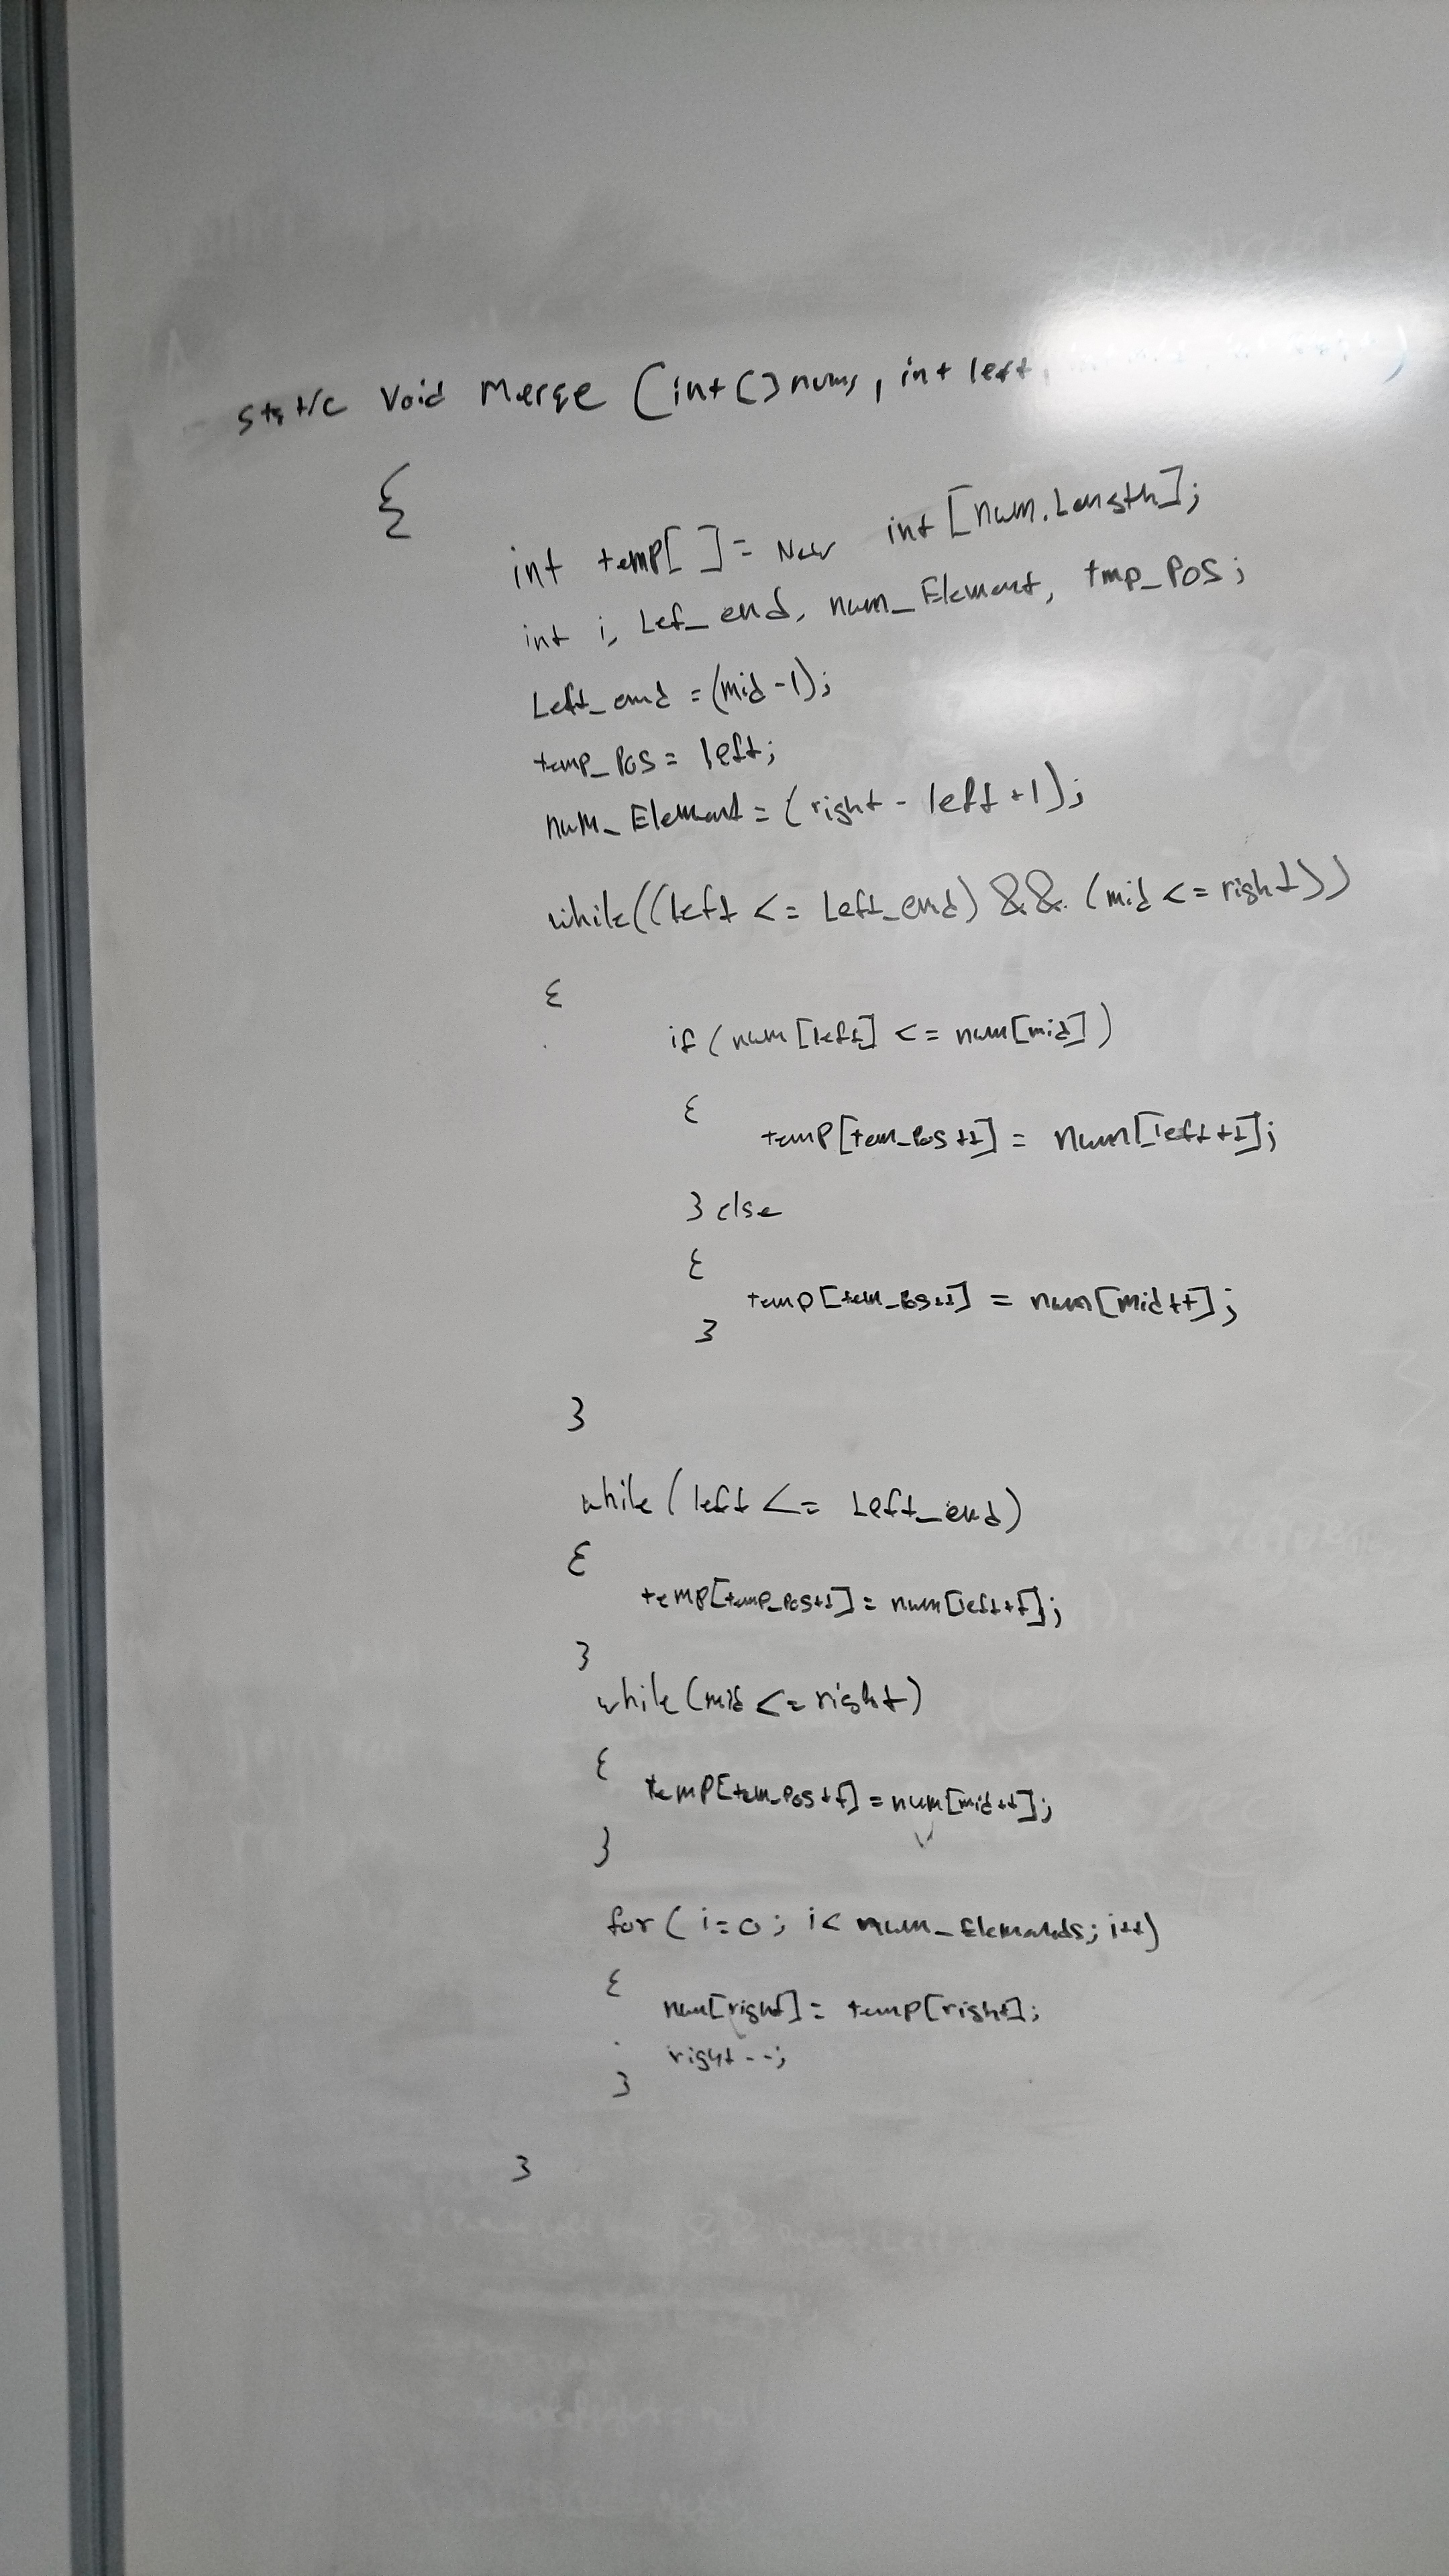 static void Merge (int[] nums, int left,
{
int temp[ ] = New int [num.Length];
int i, Lef_end, num_Element, tmp_Pos;
Left_end = (mid -1);
temp_Pos = left;
num_Element = (right - left +1);
while((left <= Left_end) && (mid <= right))
{
if (num [left] <= num[mid])
{
temp[tem_Pos++] = num[left++];
} else
{
temp[tem_Pos++] = num[mid++];
}
}
while (left <= Left_end)
{
temp[temp_Pos++] = num[left++];
}
while (mid <= right)
{
temp[tem_Pos++] = num[mid++];
}
for ( i=0; i< num_Elements; i++)
{
num[right] = temp[right];
right--;
}
}